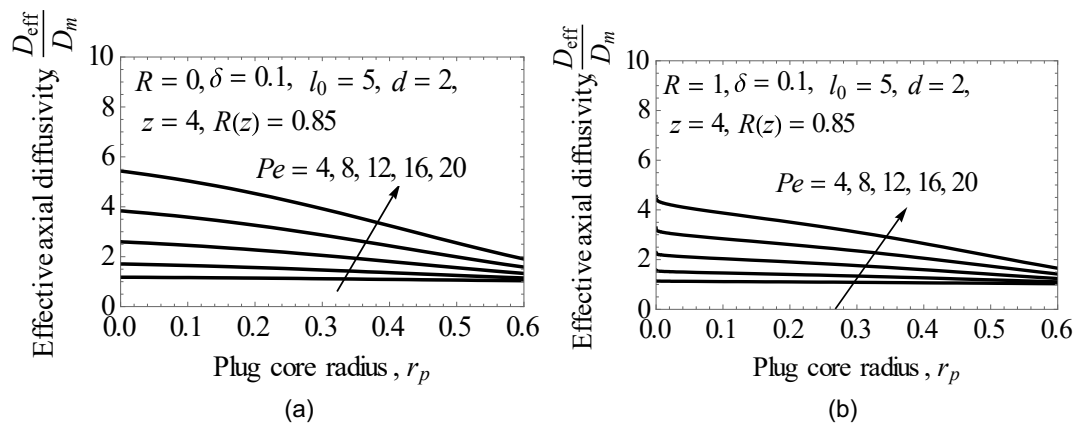 Effective axial diffusivity, D_eff/D_m
10
8
6
4
2
0
R = 0, δ = 0.1, l_0 = 5, d = 2,
z = 4, R(z) = 0.85
Pe = 4, 8, 12, 16, 20
0.0 0.1 0.2 0.3 0.4 0.5 0.6
Plug core radius , r_p
(a)
Effective axial diffusivity, D_eff/D_m
10
8
6
4
2
0
R = 1, δ = 0.1, l_0 = 5, d = 2,
z = 4, R(z) = 0.85
Pe = 4, 8, 12, 16, 20
0.0 0.1 0.2 0.3 0.4 0.5 0.6
Plug core radius , r_p
(b)